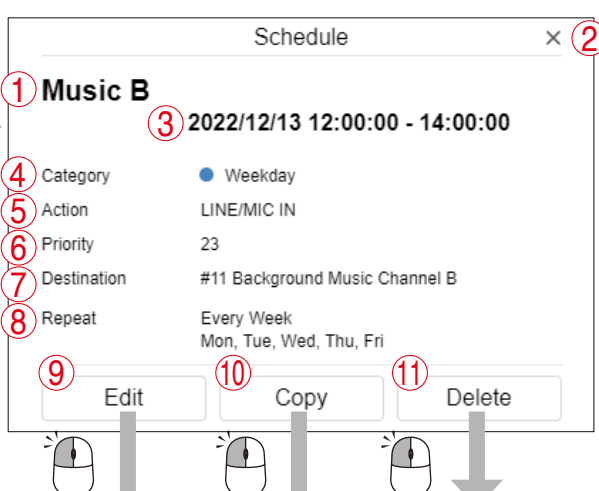 Schedule × ②
① Music B
③ 2022/12/13 12:00:00 - 14:00:00
④ Category Weekday
⑤ Action LINE/MIC IN
⑥ Priority 23
⑦ Destination #11 Background Music Channel B
⑧ Repeat Every Week
Mon, Tue, Wed, Thu, Fri
⑨ Edit ⑩ Copy ⑪ Delete